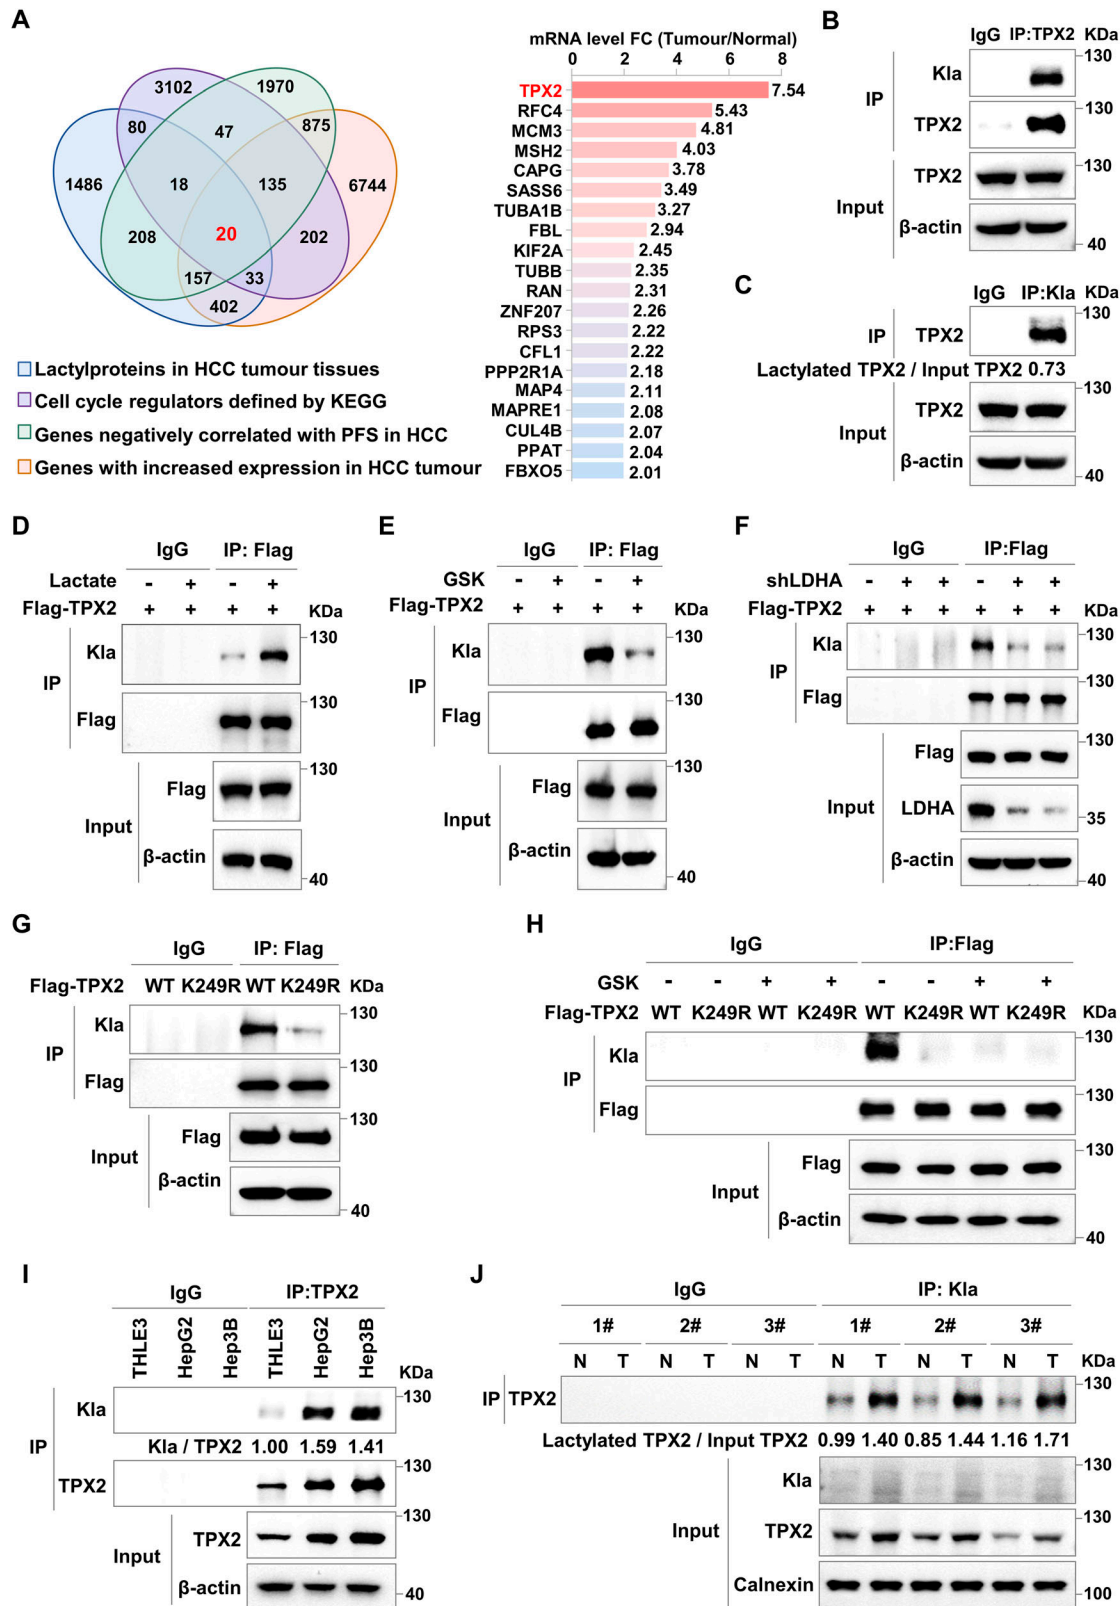 A
3102
1970
80
47
875
1486
18
135
6744
208
20
202
157
33
402
Lactylproteins in HCC tumour tissues
Cell cycle regulators defined by KEGG
Genes negatively correlated with PFS in HCC
Genes with increased expression in HCC tumour
mRNA level FC (Tumour/Normal)
0 2 4 6 8
TPX2 7.54
RFC4 5.43
MCM3 4.81
MSH2 4.03
CAPG 3.78
SASS6 3.49
TUBA1B 3.27
FBL 2.94
KIF2A 2.45
TUBB 2.35
RAN 2.31
ZNF207 2.26
RPS3 2.22
CFL1 2.22
PPP2R1A 2.18
MAP4 2.11
MAPRE1 2.08
CUL4B 2.07
PPAT 2.04
FBXO5 2.01
B
IgG IP:TPX2 KDa
Kla 130
IP
TPX2
TPX2 130
Input
β-actin
40
C
IgG IP:Kla KDa
130
IP TPX2
Lactylated TPX2 / Input TPX2 0.73
TPX2 130
Input
β-actin
40
D
IgG IP: Flag
Lactate - + - +
Flag-TPX2 + + + + KDa
Kla 130
IP
Flag 130
Flag 130
Input
β-actin
40
E
IgG IP: Flag
GSK - + - +
Flag-TPX2 + + + + KDa
Kla 130
IP
Flag 130
Flag 130
Input
β-actin
40
F
IgG IP:Flag
shLDHA - + + - + +
Flag-TPX2 + + + + + + KDa
Kla 130
IP
Flag 130
Flag 130
Input LDHA 35
β-actin
40
G
IgG IP: Flag
Flag-TPX2 WT K249R WT K249R KDa
Kla 130
IP
Flag 130
Flag 130
Input
β-actin
40
H
IgG IP:Flag
GSK - - + + - - + +
Flag-TPX2 WT K249R WT K249R WT K249R WT K249R KDa
Kla 130
IP
Flag 130
Flag 130
Input
β-actin
40
I
IgG IP:TPX2
THLE3 HepG2 Hep3B THLE3 HepG2 Hep3B KDa
Kla 130
IP
Kla / TPX2 1.00 1.59 1.41
TPX2 130
TPX2 130
Input
β-actin 40
J
IgG IP: Kla
1# 2# 3# 1# 2# 3#
N T N T N T N T N T N T KDa
IP TPX2 130
Lactylated TPX2 / Input TPX2 0.99 1.40 0.85 1.44 1.16 1.71
Kla 130
Input TPX2 130
Calnexin 100